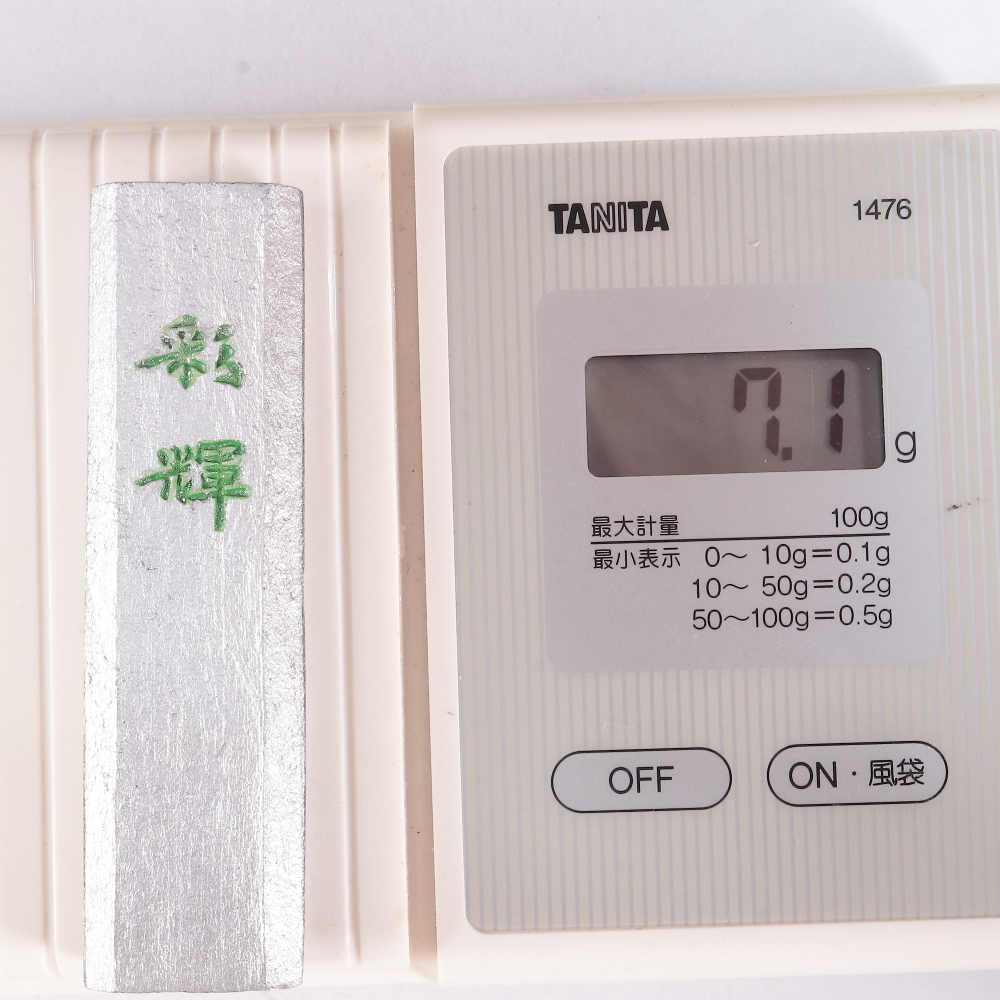 彩
輝
TANITA 1476
7.1 g
最大計量 100g
最小表示 0～ 10g=0.1g
10～ 50g=0.2g
50～100g=0.5g
OFF ON・風袋